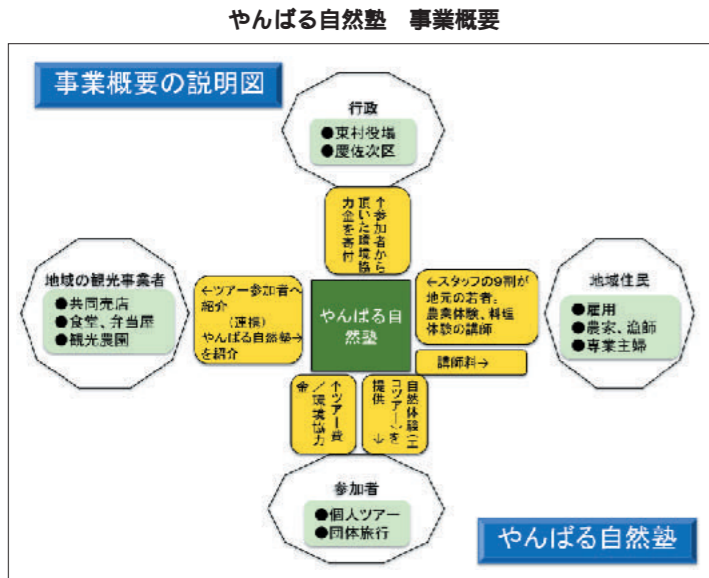 やんばる自然塾　事業概要
事業概要の説明図
行政
●東村役場
●慶佐次区
↑参加者から
頂いた環境協
力金を寄付
地域の観光事業者
●共同売店
●食堂、弁当屋
●観光農園
←ツアー参加者へ
紹介
（連携）
やんばる自然塾→
を紹介
やんばる自
然塾
←スタッフの9割が
地元の若者。
農業体験、料理
体験の講師
講師料→
地域住民
●雇用
●農家、漁師
●専業主婦
↑ツアー費
／環境協力
金
自然体験（エ
コツアー）を
提供　↓
参加者
●個人ツアー
●団体旅行
やんばる自然塾